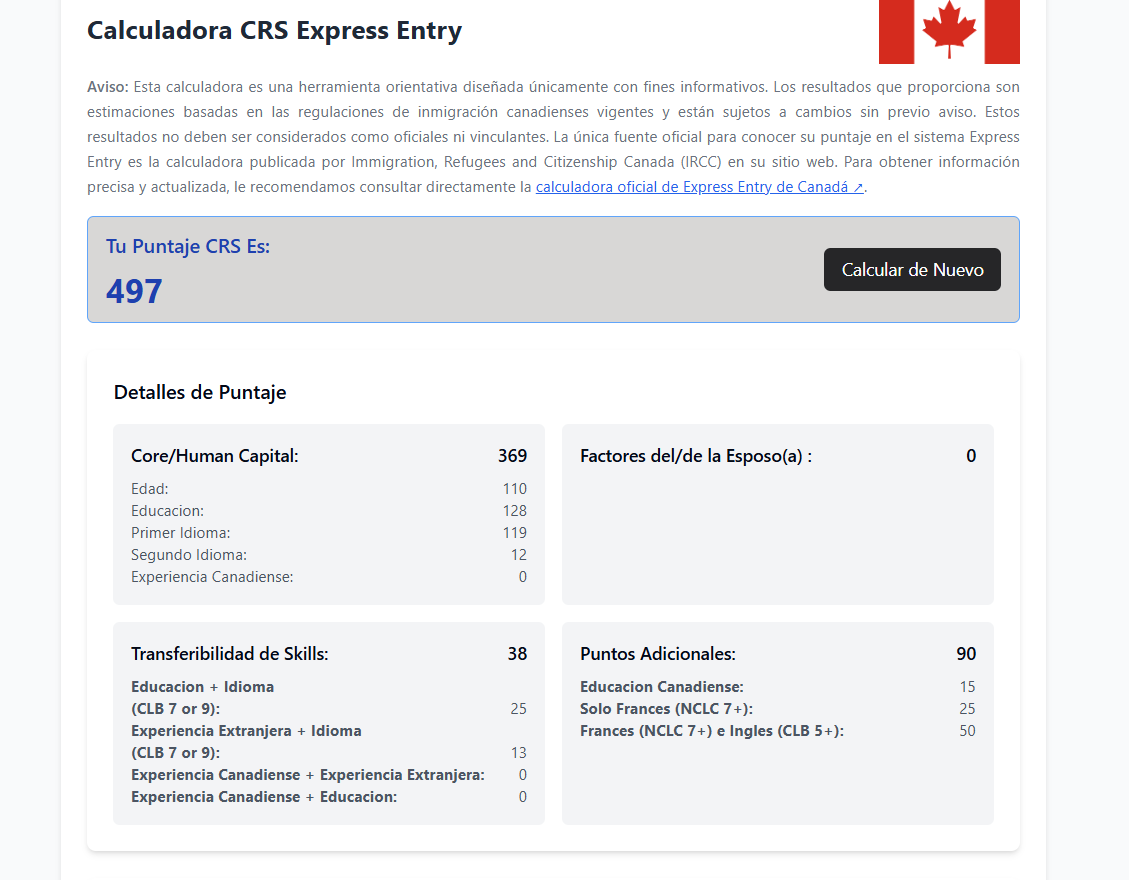 Calculadora CRS Express Entry
Aviso: Esta calculadora es una herramienta orientativa diseñada únicamente con fines informativos. Los resultados que proporciona son
estimaciones basadas en las regulaciones de inmigración canadienses vigentes y están sujetos a cambios sin previo aviso. Estos
resultados no deben ser considerados como oficiales ni vinculantes. La única fuente oficial para conocer su puntaje en el sistema Express
Entry es la calculadora publicada por Immigration, Refugees and Citizenship Canada (IRCC) en su sitio web. Para obtener información
precisa y actualizada, le recomendamos consultar directamente la calculadora oficial de Express Entry de Canadá ↗.
Tu Puntaje CRS Es:
497
Calcular de Nuevo
Detalles de Puntaje
Core/Human Capital: 369
Edad: 110
Educacion: 128
Primer Idioma: 119
Segundo Idioma: 12
Experiencia Canadiense: 0
Factores del/de la Esposo(a) : 0
Transferibilidad de Skills: 38
Educacion + Idioma
(CLB 7 or 9): 25
Experiencia Extranjera + Idioma
(CLB 7 or 9): 13
Experiencia Canadiense + Experiencia Extranjera: 0
Experiencia Canadiense + Educacion: 0
Puntos Adicionales: 90
Educacion Canadiense: 15
Solo Frances (NCLC 7+): 25
Frances (NCLC 7+) e Ingles (CLB 5+): 50